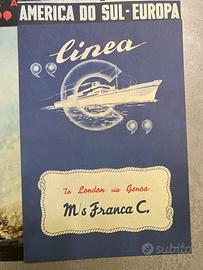 A
AMERICA DO SUL - EUROPA
"linea
C"
To London via Genoa
M/s Franca C.
subito